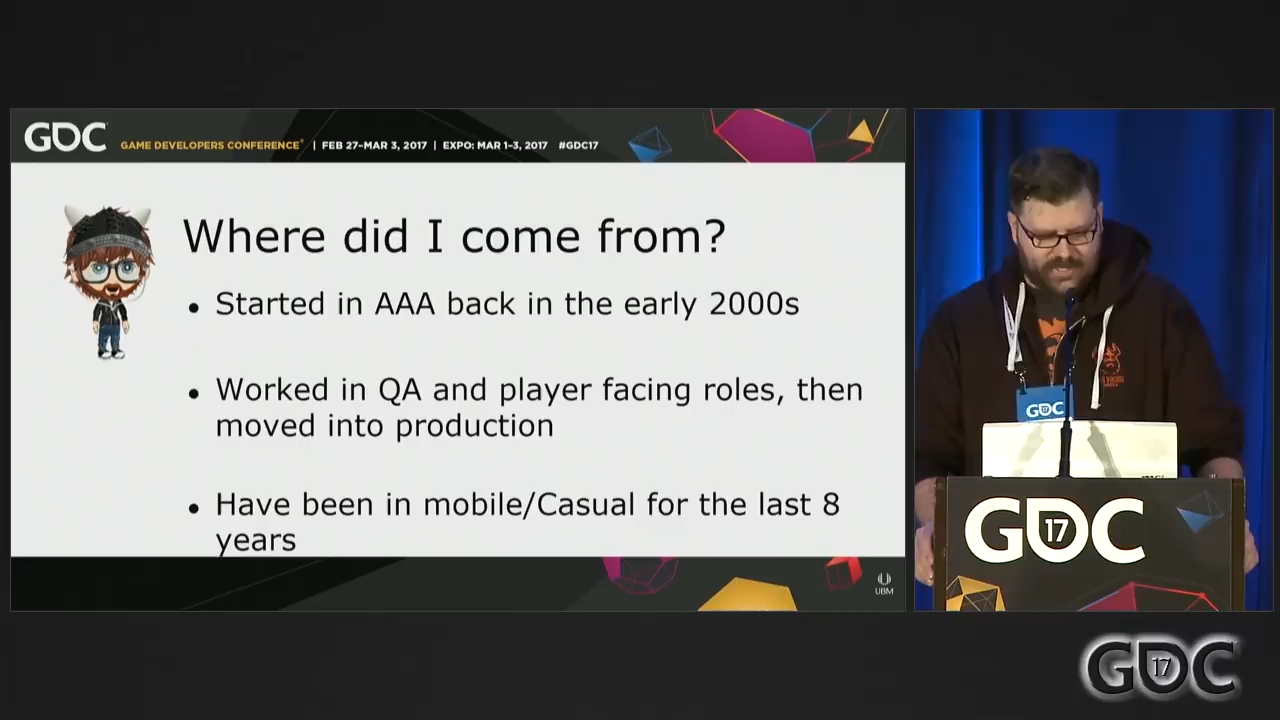 GDC
GAME DEVELOPERS CONFERENCE® | FEB 27–MAR 3, 2017 | EXPO: MAR 1–3, 2017 #GDC17
Where did I come from?
• Started in AAA back in the early 2000s
• Worked in QA and player facing roles, then
moved into production
• Have been in mobile/Casual for the last 8
years
UBM
GDC
GDC
17
GDC
17